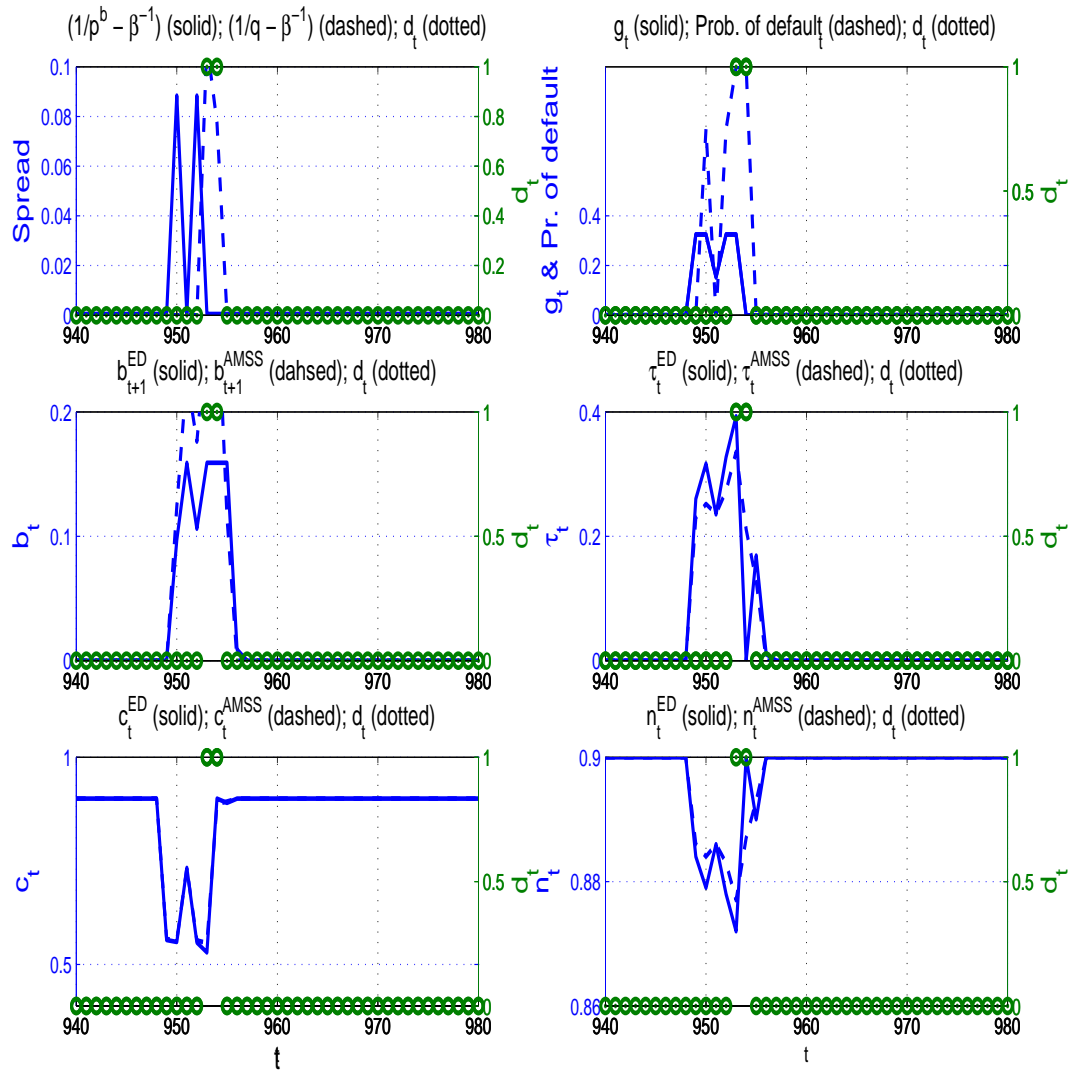 (1/p^b − β^−1) (solid); (1/q − β^−1) (dashed); d_t (dotted)
0.1
0.08
0.06
0.04
0.02
0
Spread
1
0.8
0.6
0.4
0.2
0
d_t
940 950 960 970 980
g_t (solid); Prob. of default_t (dashed); d_t (dotted)
0.4
0.2
0
g_t & Pr. of default
1
0.5
0
d_t
940 950 960 970 980
b_t+1^ED (solid); b_t+1^AMSS (dahsed); d_t (dotted)
0.2
0.1
0
b_t
1
0.5
0
d_t
940 950 960 970 980
τ_t^ED (solid); τ_t^AMSS (dashed); d_t (dotted)
0.4
0.2
0
τ_t
1
0.5
0
d_t
940 950 960 970 980
c_t^ED (solid); c_t^AMSS (dashed); d_t (dotted)
1
0.5
c_t
1
0.5
0
d_t
940 950 960 970 980
t
n_t^ED (solid); n_t^AMSS (dashed); d_t (dotted)
0.9
0.88
0.86
n_t
1
0.5
0
d_t
940 950 960 970 980
t